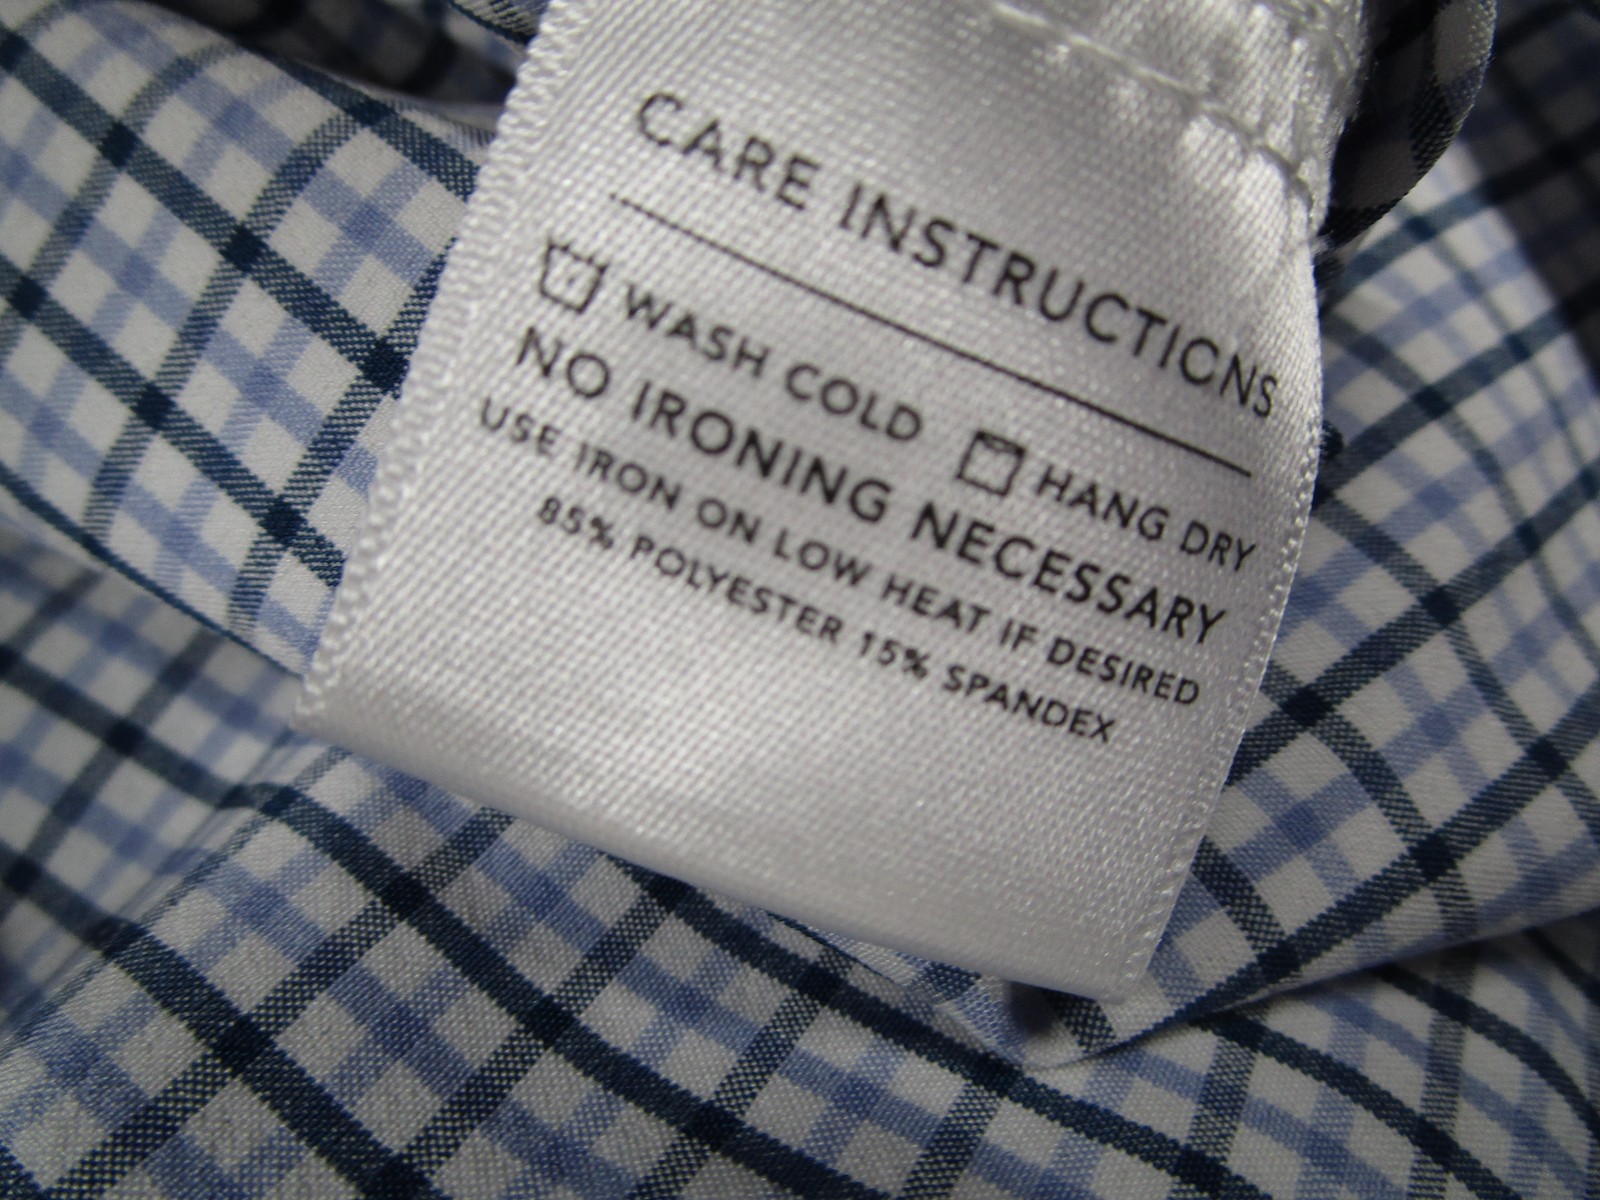 CARE INSTRUCTIONS
WASH COLD HANG DRY
NO IRONING NECESSARY
USE IRON ON LOW HEAT IF DESIRED
85% POLYESTER 15% SPANDEX